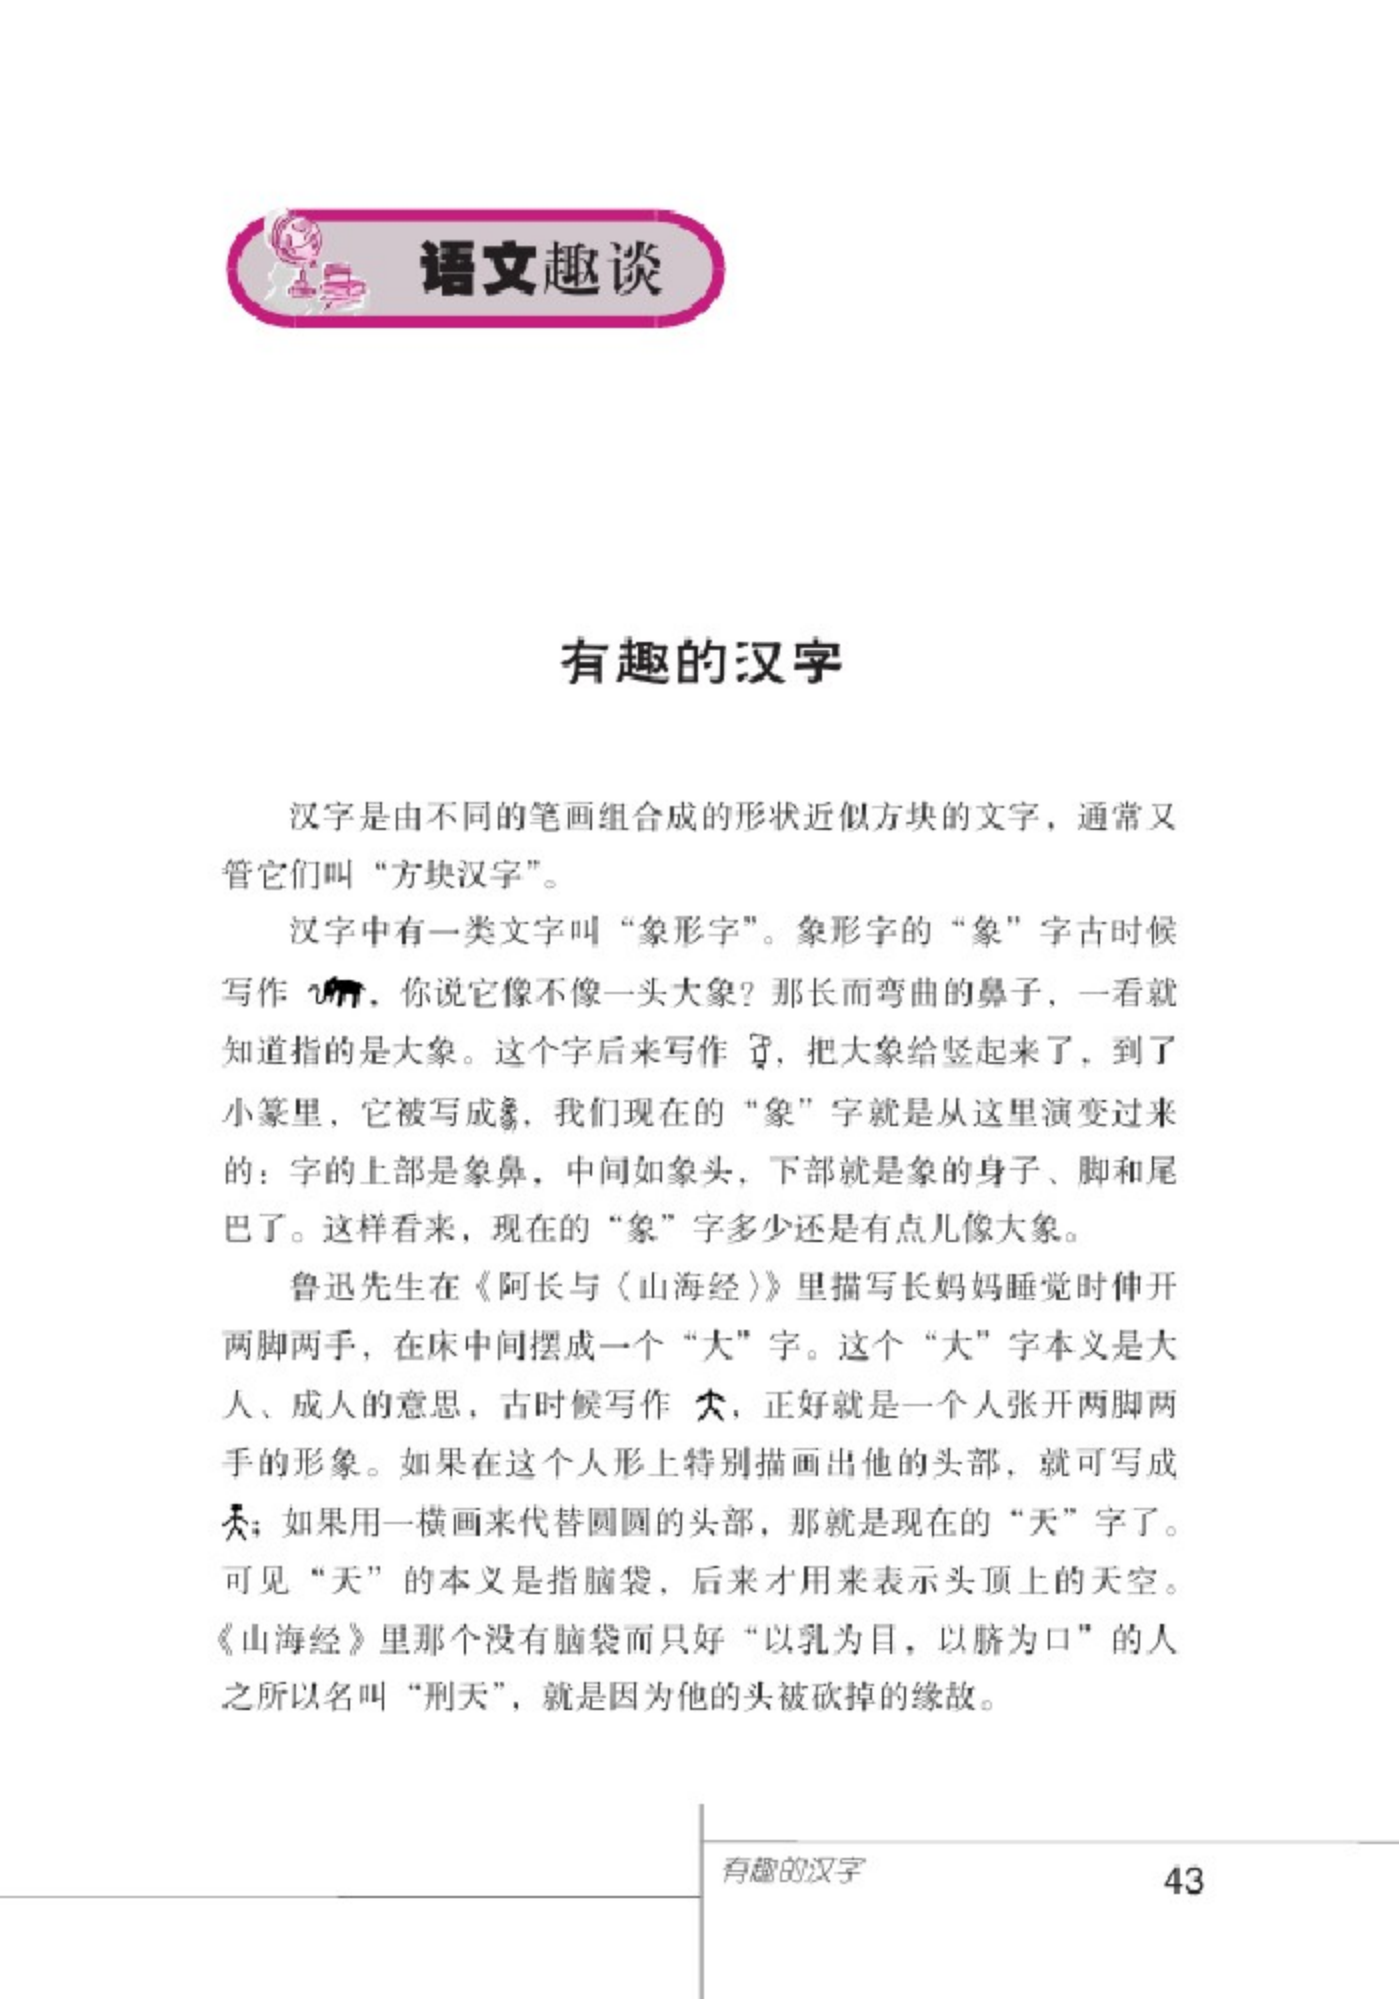 语文趣谈
有趣的汉字
汉字是由不同的笔画组合成的形状近似方块的文字，通常又
管它们叫“方块汉字”。
汉字中有一类文字叫“象形字”。象形字的“象”字古时候
写作 ，你说它像不像一头大象？那长而弯曲的鼻子，一看就
知道指的是大象。这个字后来写作 ，把大象给竖起来了，到了
小篆里，它被写成 ，我们现在的“象”字就是从这里演变过来
的：字的上部是象鼻，中间如象头，下部就是象的身子、脚和尾
巴了。这样看来，现在的“象”字多少还是有点儿像大象。
鲁迅先生在《阿长与〈山海经〉》里描写长妈妈睡觉时伸开
两脚两手，在床中间摆成一个“大”字。这个“大”字本义是大
人、成人的意思，古时候写作 ，正好就是一个人张开两脚两
手的形象。如果在这个人形上特别描画出他的头部，就可写成
；如果用一横画来代替圆圆的头部，那就是现在的“天”字了。
可见“天”的本义是指脑袋，后来才用来表示头顶上的天空。
《山海经》里那个没有脑袋而只好“以乳为目，以脐为口”的人
之所以名叫“刑天”，就是因为他的头被砍掉的缘故。
有趣的汉字
43